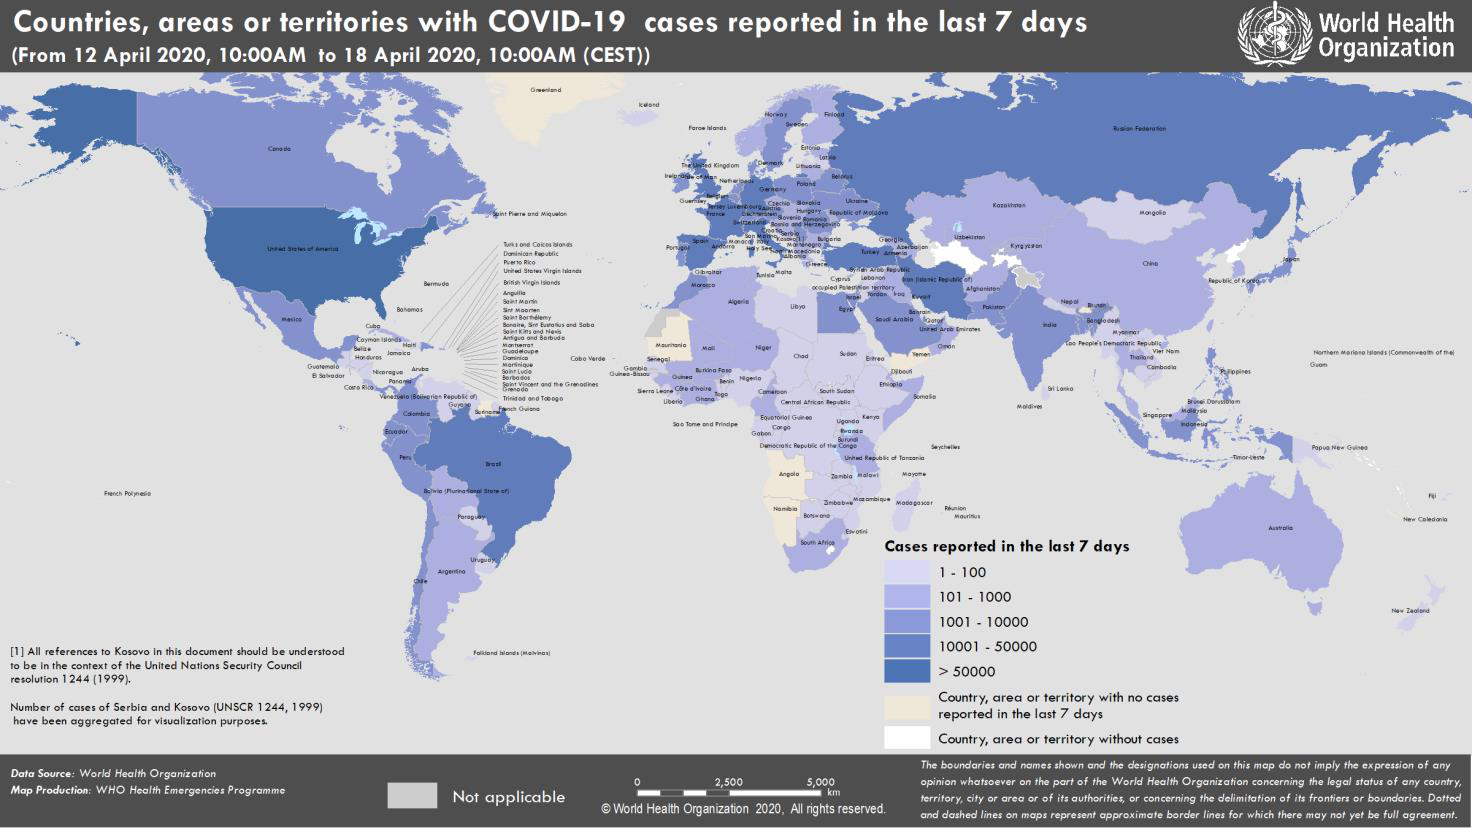 Countries, areas or territories with COVID-19 cases reported in the last 7 days
(From 12 April 2020, 10:00AM to 18 April 2020, 10:00AM (CEST))
World Health
Organization
Greenland
Iceland
Faroe Islands
Norway
Sweden
Finland
Estonia
Latvia
Lithuania
Denmark
Russian Federation
Canada
The United Kingdom
Isle of Man
Ireland
Netherlands
Belarus
Poland
Germany
Belgium
Guernsey
Jersey
Luxembourg
France
Czechia
Slovakia
Austria
Liechtenstein
Hungary
Ukraine
Republic of Moldova
Slovenia
Romania
Switzerland
Croatia
Bosnia and Herzegovina
Serbia
San Marino
Monaco
Italy
Kosovo[1]
Montenegro
Bulgaria
Holy See
North Macedonia
Albania
Andorra
Spain
Portugal
Greece
Saint Pierre and Miquelon
United States of America
Kazakhstan
Mongolia
Uzbekistan
Kyrgyzstan
Georgia
Azerbaijan
Armenia
Turkey
China
Japan
Republic of Korea
Turks and Caicos Islands
Dominican Republic
Puerto Rico
United States Virgin Islands
British Virgin Islands
Anguilla
Saint Martin
Sint Maarten
Saint Barthélemy
Bonaire, Sint Eustatius and Saba
Saint Kitts and Nevis
Antigua and Barbuda
Montserrat
Guadeloupe
Dominica
Martinique
Saint Lucia
Barbados
Saint Vincent and the Grenadines
Grenada
Trinidad and Tobago
Bermuda
Bahamas
Mexico
Cuba
Cayman Islands
Haiti
Belize
Jamaica
Honduras
Guatemala
El Salvador
Nicaragua
Aruba
Costa Rica
Panama
Venezuela (Bolivarian Republic of)
Guyana
Suriname
French Guiana
Colombia
Ecuador
Peru
Brazil
Bolivia (Plurinational State of)
Paraguay
Uruguay
Argentina
Chile
Falkland Islands (Malvinas)
French Polynesia
Gibraltar
Malta
Tunisia
Morocco
Algeria
Libya
Egypt
Cyprus
Syrian Arab Republic
Lebanon
occupied Palestinian territory
Israel
Jordan
Iraq
Iran (Islamic Republic of)
Kuwait
Afghanistan
Pakistan
Bahrain
Qatar
Saudi Arabia
United Arab Emirates
Oman
Yemen
Nepal
Bhutan
India
Bangladesh
Myanmar
Lao People's Democratic Republic
Viet Nam
Thailand
Cambodia
Philippines
Northern Mariana Islands (Commonwealth of the)
Guam
Sri Lanka
Maldives
Brunei Darussalam
Malaysia
Singapore
Indonesia
Timor-Leste
Papua New Guinea
Australia
Fiji
New Caledonia
New Zealand
Cabo Verde
Mauritania
Mali
Niger
Chad
Sudan
Eritrea
Djibouti
Senegal
Gambia
Guinea-Bissau
Guinea
Burkina Faso
Sierra Leone
Côte d'Ivoire
Liberia
Ghana
Togo
Benin
Nigeria
Cameroon
Central African Republic
South Sudan
Ethiopia
Somalia
Equatorial Guinea
Sao Tome and Principe
Gabon
Congo
Democratic Republic of the Congo
Uganda
Kenya
Rwanda
Burundi
United Republic of Tanzania
Seychelles
Angola
Zambia
Malawi
Mayotte
Zimbabwe
Mozambique
Madagascar
Réunion
Mauritius
Namibia
Botswana
Eswatini
South Africa
Cases reported in the last 7 days
1 - 100
101 - 1000
1001 - 10000
10001 - 50000
> 50000
Country, area or territory with no cases
reported in the last 7 days
Country, area or territory without cases
[1] All references to Kosovo in this document should be understood
to be in the context of the United Nations Security Council
resolution 1244 (1999).
Number of cases of Serbia and Kosovo (UNSCR 1244, 1999)
have been aggregated for visualization purposes.
Data Source: World Health Organization
Map Production: WHO Health Emergencies Programme
Not applicable
0 2,500 5,000
km
© World Health Organization 2020, All rights reserved.
The boundaries and names shown and the designations used on this map do not imply the expression of any
opinion whatsoever on the part of the World Health Organization concerning the legal status of any country,
territory, city or area or of its authorities, or concerning the delimitation of its frontiers or boundaries. Dotted
and dashed lines on maps represent approximate border lines for which there may not yet be full agreement.